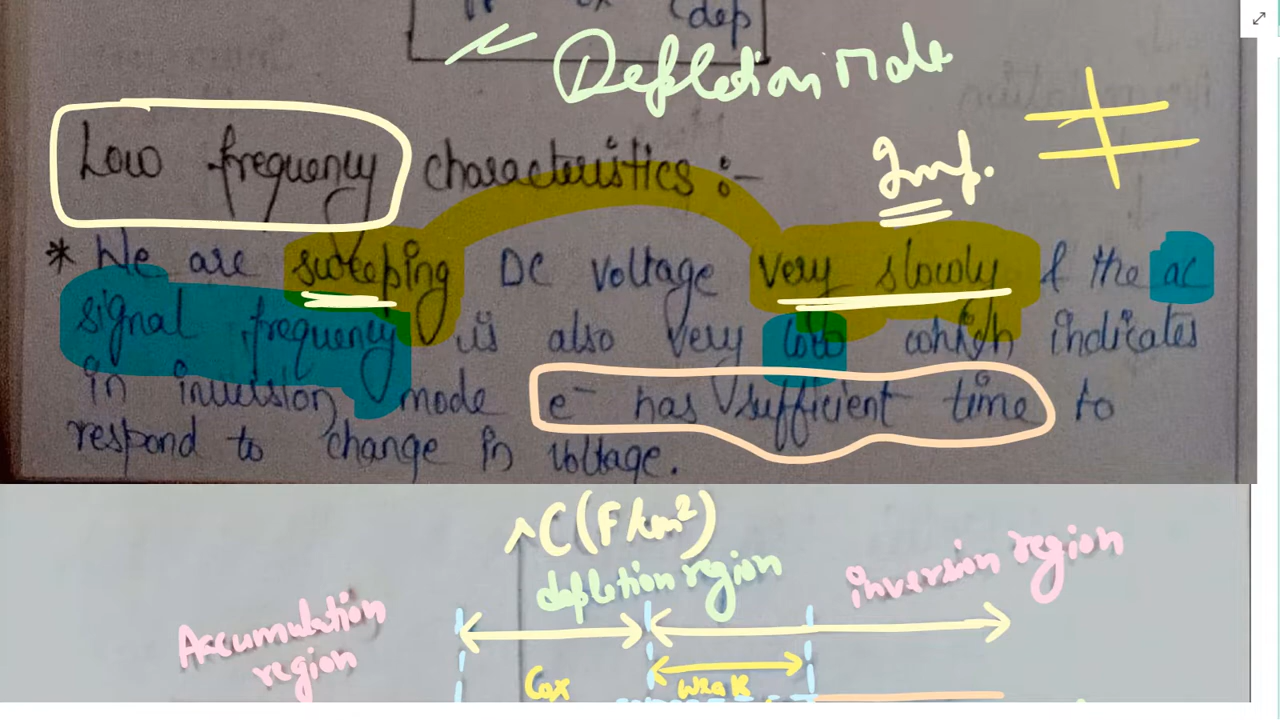 (dep
Depletion Mode
Low frequency characteristics :-
Imp.
* We are sweeping DC voltage very slowly & the ac
signal frequency is also very low which indicates
in inversion mode e⁻ has sufficient time to
respond to change in voltage.
C(F/cm²)
depletion region
inversion region
Accumulation
region
Cox
weak